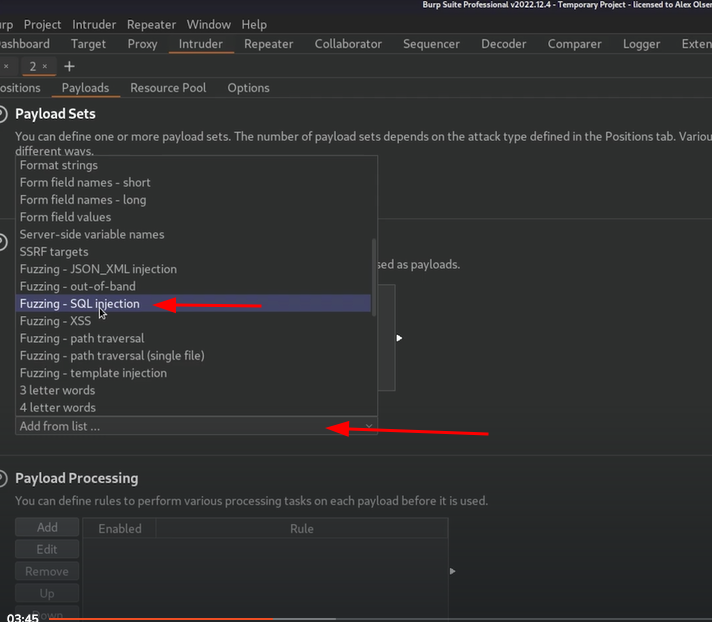 Burp Suite Professional v2022.12.4 - Temporary Project - licensed to Alex Olsen
Project Intruder Repeater Window Help
Target Proxy Intruder Repeater Collaborator Sequencer Decoder Comparer Logger
× 2 × +
Payloads Resource Pool Options
Payload Sets
You can define one or more payload sets. The number of payload sets depends on the attack type defined in the Positions tab. Variou
different ways.
Format strings
Form field names - short
Form field names - long
Form field values
Server-side variable names
SSRF targets
sed as payloads.
Fuzzing - JSON_XML injection
Fuzzing - out-of-band
Fuzzing - SQL injection
Fuzzing - XSS
Fuzzing - path traversal
Fuzzing - path traversal (single file)
Fuzzing - template injection
3 letter words
4 letter words
Add from list ...
Payload Processing
You can define rules to perform various processing tasks on each payload before it is used.
Add Enabled Rule
Edit
Remove
Up
Down
03:45